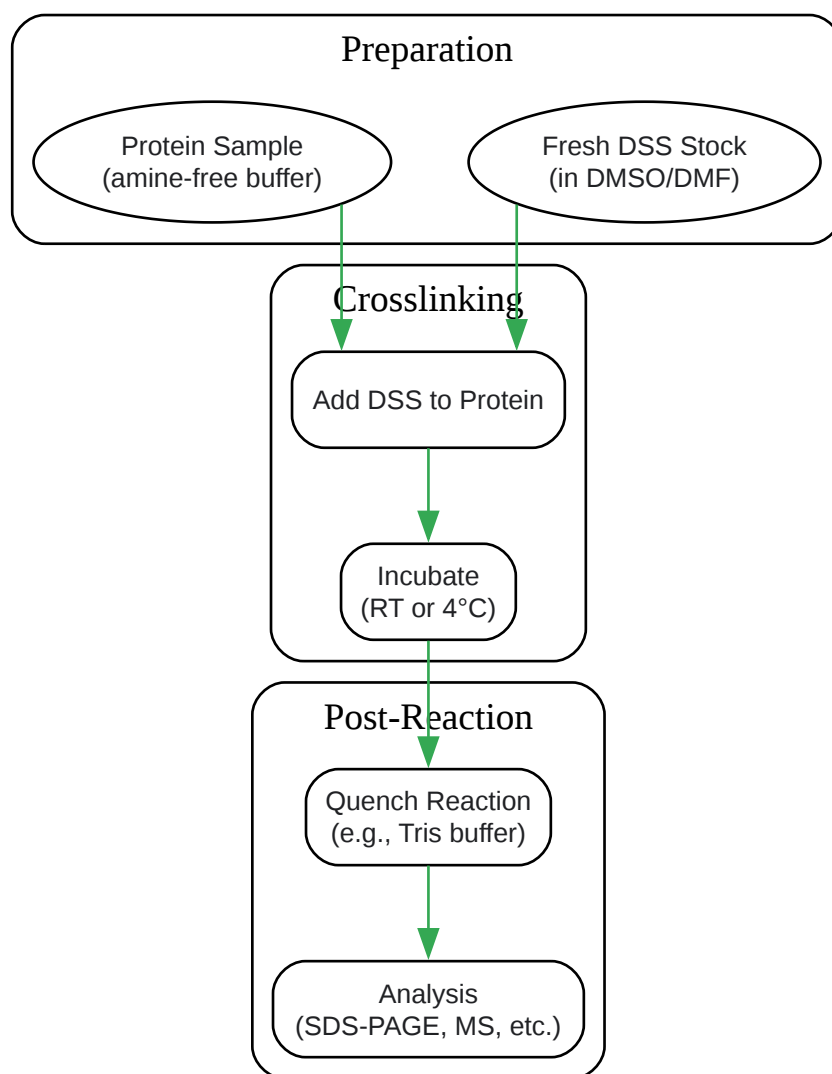 Preparation
Protein Sample
(amine-free buffer)
Fresh DSS Stock
(in DMSO/DMF)
Crosslinking
Add DSS to Protein
Incubate
(RT or 4°C)
Post-Reaction
Quench Reaction
(e.g., Tris buffer)
Analysis
(SDS-PAGE, MS, etc.)